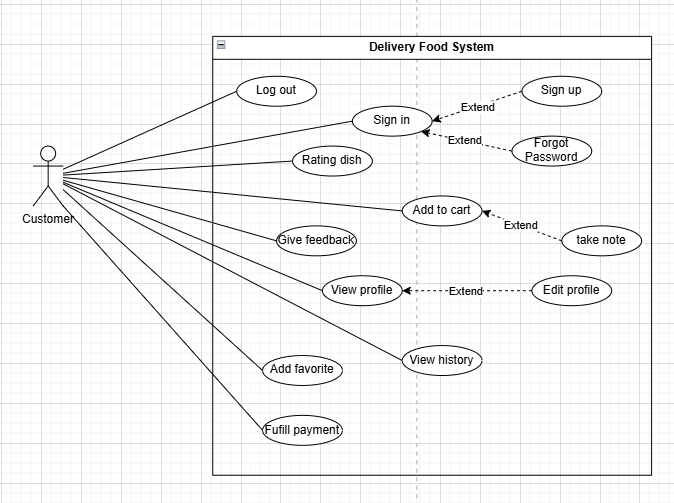 Delivery Food System
Log out
Sign up
Extend
Sign in
Extend
Forgot
Password
Rating dish
Customer
Add to cart
Extend
Give feedback
take note
View profile
Extend
Edit profile
View history
Add favorite
Fufill payment